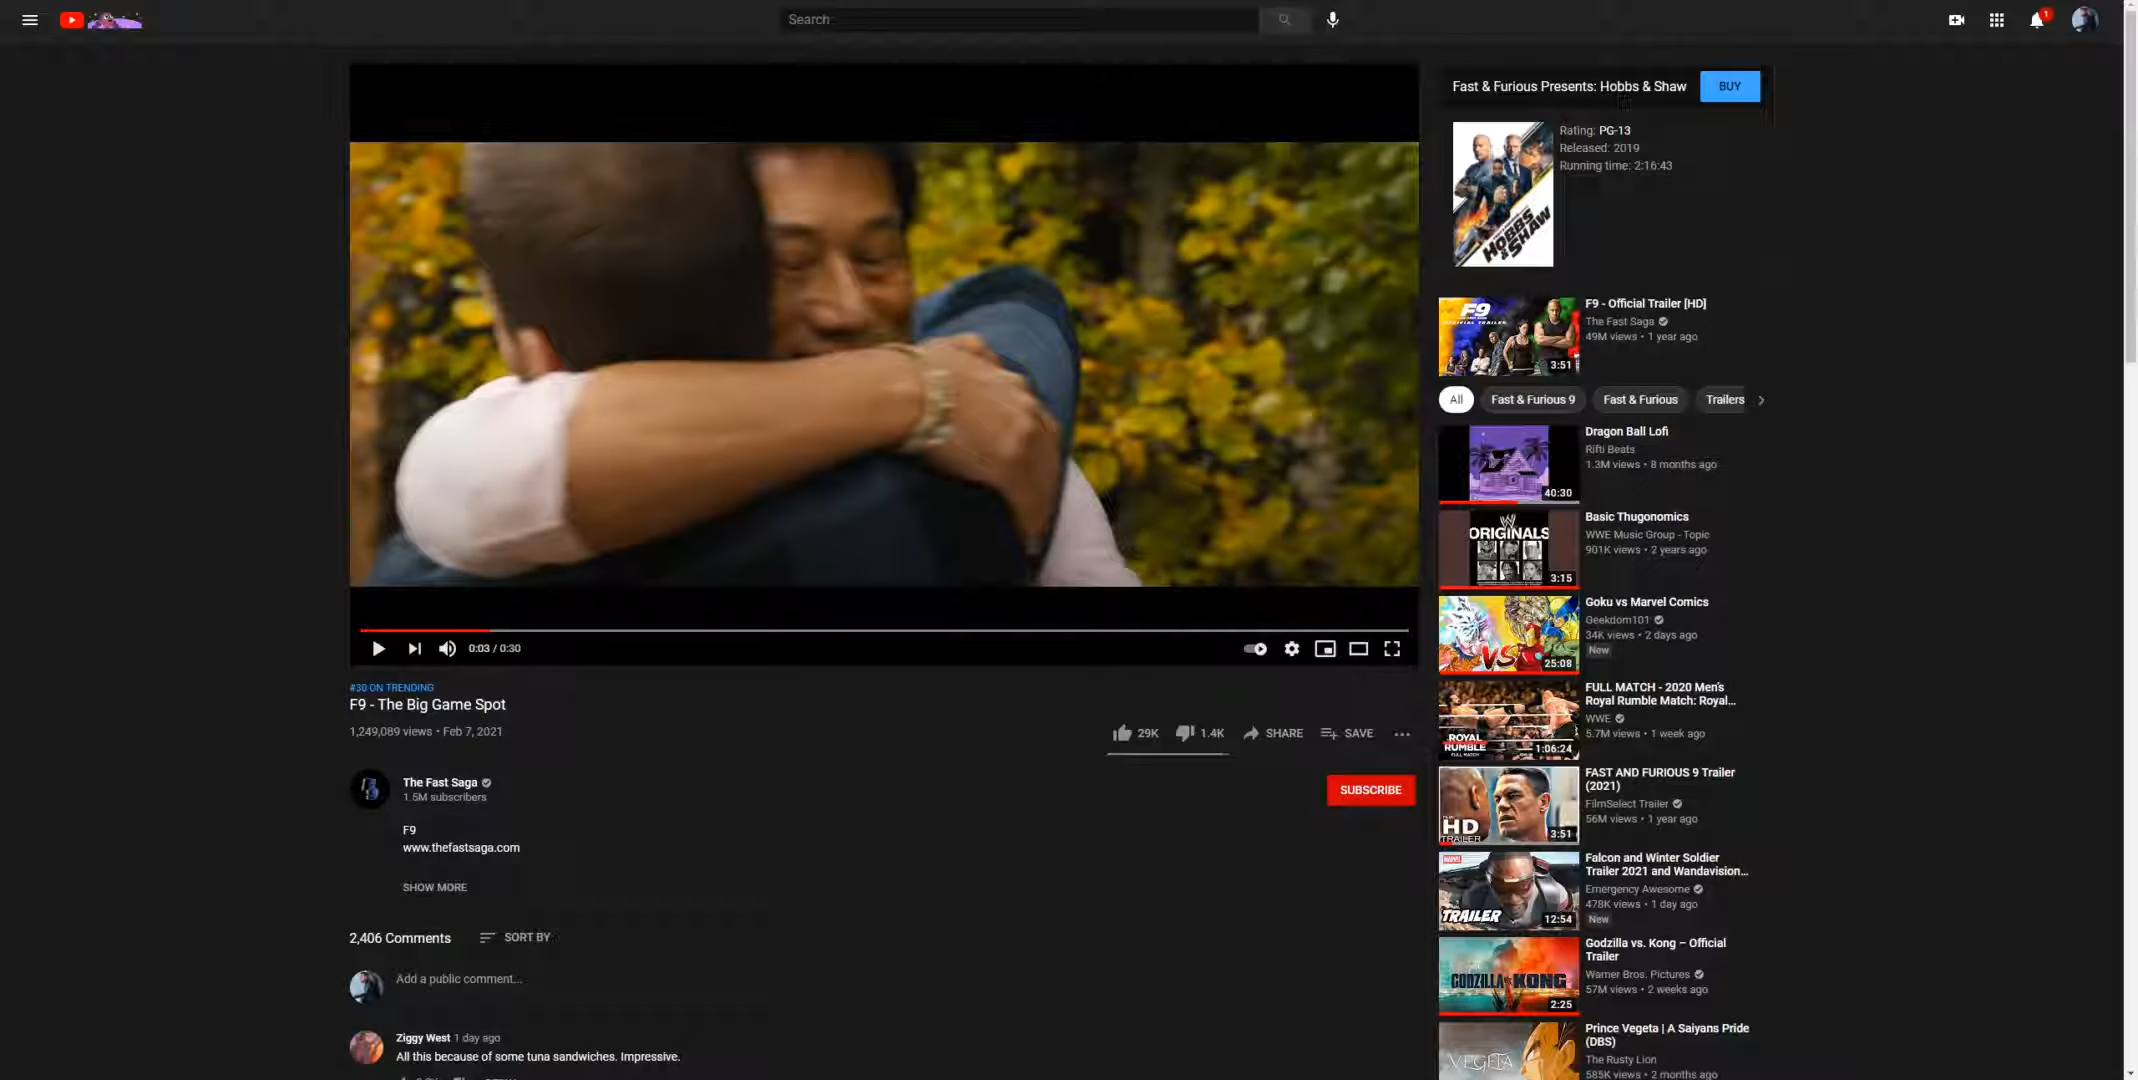 Search
1
Fast & Furious Presents: Hobbs & Shaw
BUY
Rating: PG-13
Released: 2019
Running time: 2:16:43
HOBBS
& SHAW
F9
3:51
F9 - Official Trailer [HD]
The Fast Saga
49M views • 1 year ago
All
Fast & Furious 9
Fast & Furious
Trailers
40:30
Dragon Ball Lofi
Rifti Beats
1.3M views • 8 months ago
ORIGINALS
3:15
Basic Thugonomics
WWE Music Group - Topic
901K views • 2 years ago
VS
25:08
Goku vs Marvel Comics
Geekdom101
34K views • 2 days ago
New
ROYAL
RUMBLE
FULL MATCH
1:06:24
FULL MATCH - 2020 Men's
Royal Rumble Match: Royal...
WWE
5.7M views • 1 week ago
HD
TRAILER
3:51
FAST AND FURIOUS 9 Trailer
(2021)
FilmSelect Trailer
56M views • 1 year ago
MARVEL
TRAILER
12:54
Falcon and Winter Soldier
Trailer 2021 and Wandavision...
Emergency Awesome
478K views • 1 day ago
New
GODZILLA vs. KONG
2:25
Godzilla vs. Kong – Official
Trailer
Warner Bros. Pictures
57M views • 2 weeks ago
VEGETA
Prince Vegeta | A Saiyans Pride
(DBS)
The Rusty Lion
585K views • 2 months ago
0:03 / 0:30
#30 ON TRENDING
F9 - The Big Game Spot
1,249,089 views • Feb 7, 2021
29K
1.4K
SHARE
SAVE
The Fast Saga
1.5M subscribers
SUBSCRIBE
F9
www.thefastsaga.com
SHOW MORE
2,406 Comments
SORT BY
Add a public comment...
Ziggy West 1 day ago
All this because of some tuna sandwiches. Impressive.